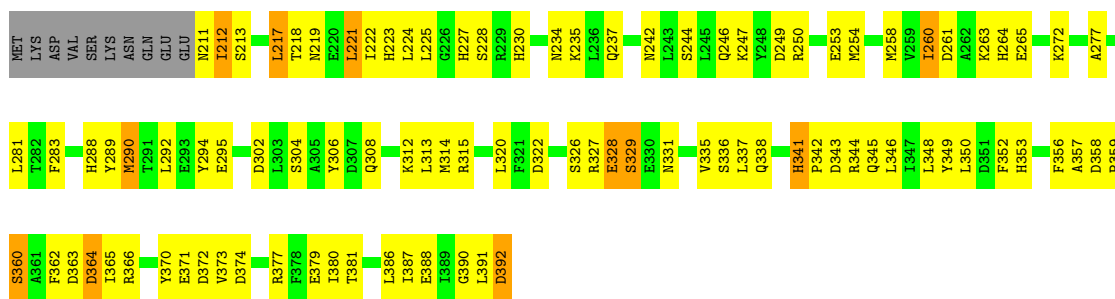 MET LYS ASP VAL SER LYS ASN GLN GLU GLU N211 I212 S213 L217 T218 N219 E220 L221 I222 H223 L224 L225 G226 H227 S228 R229 H230 N234 K235 L236 Q237 N242 L243 S244 L245 Q246 K247 Y248 D249 R250 E253 M254 M258 V259 I260 D261 A262 K263 H264 E265 K272 A277
L281 T282 F283 H288 Y289 M290 T291 L292 E293 Y294 E295 D302 L303 S304 A305 Y306 D307 Q308 K312 L313 M314 R315 L320 F321 D322 S326 R327 E328 S329 E330 N331 V335 S336 L337 Q338 H341 P342 D343 R344 Q345 L346 I347 L348 Y349 L350 D351 F352 H353 F356 A357 D358 R359
S360 A361 F362 D363 D364 I365 R366 Y370 E371 D372 V373 D374 R377 F378 E379 I380 T381 L386 I387 E388 I389 G390 L391 D392